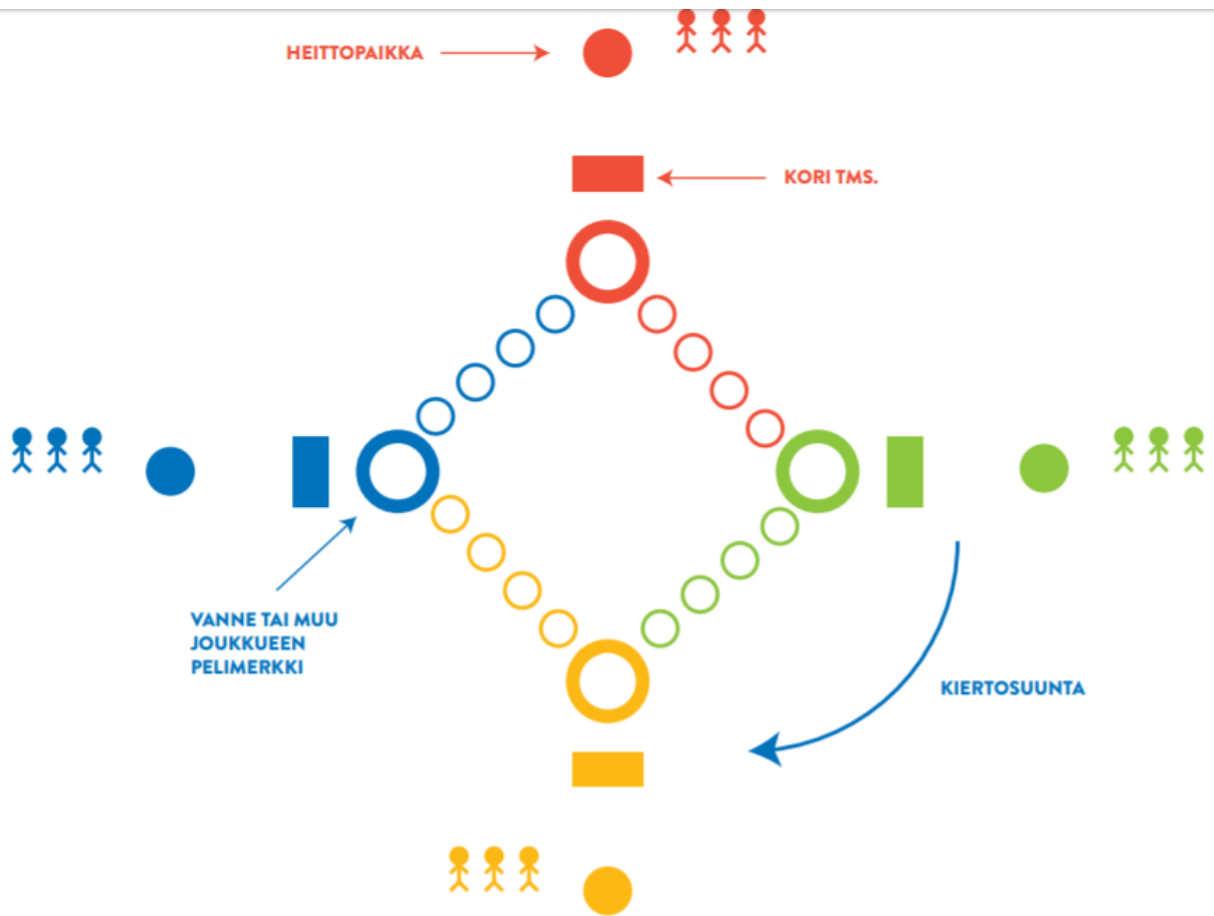 HEITTOPAIKKA
KORI TMS.
VANNE TAI MUU
JOUKKUEEN
PELIMERKKI
KIERTOSUUNTA